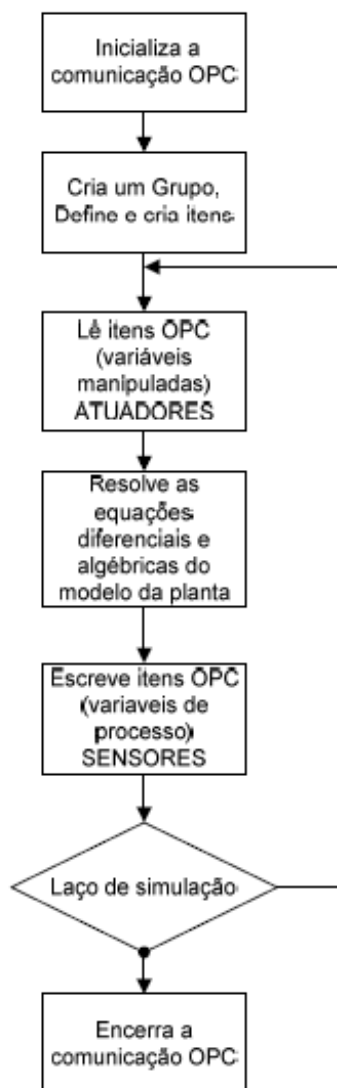 Inicializa a
comunicação OPC
Cria um Grupo,
Define e cria itens
Lê itens OPC
(variáveis
manipuladas)
ATUADORES
Resolve as
equações
diferenciais e
algébricas do
modelo da planta
Escreve itens OPC
(variaveis de
processo)
SENSORES
Laço de simulação
Encerra a
comunicação OPC